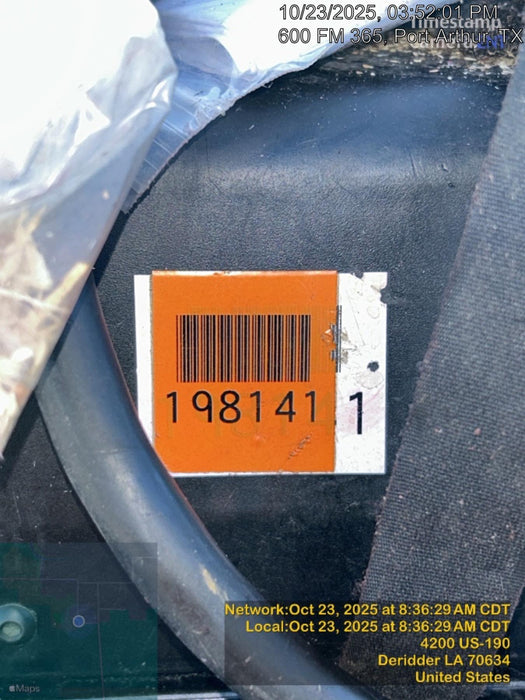 10/23/2025, 03:52:01 PM
Timestamp
600 FM 365, Port Arthur, TX
198141 1
Network:Oct 23, 2025 at 8:36:29 AM CDT
Local:Oct 23, 2025 at 8:36:29 AM CDT
4200 US-190
Deridder LA 70634
United States
Maps